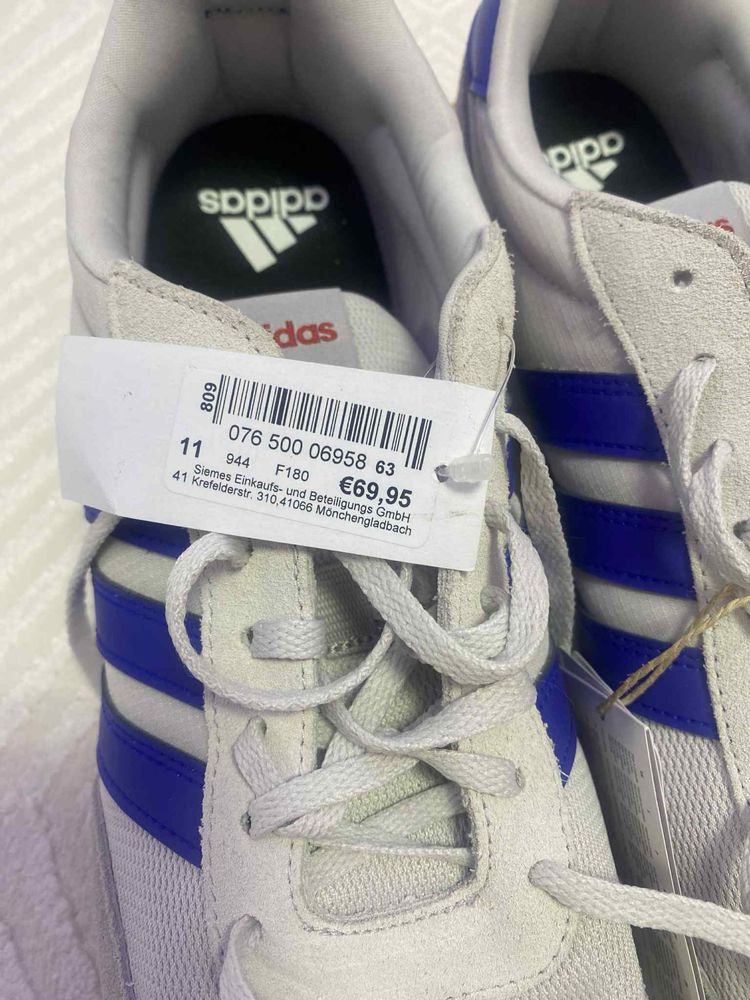 adidas
adidas
idas
809
076 500 06958 63
11 944 F180 €69,95
Siemes Einkaufs- und Beteiligungs GmbH
41 Krefelderstr. 310,41066 Mönchengladbach